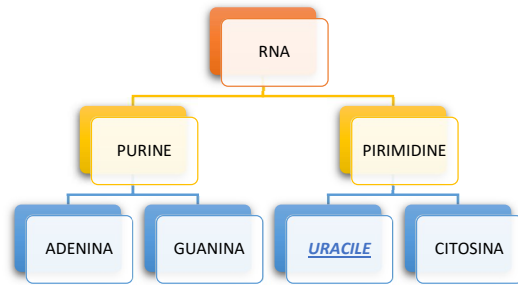 RNA
PURINE
PIRIMIDINE
ADENINA
GUANINA
URACILE
CITOSINA